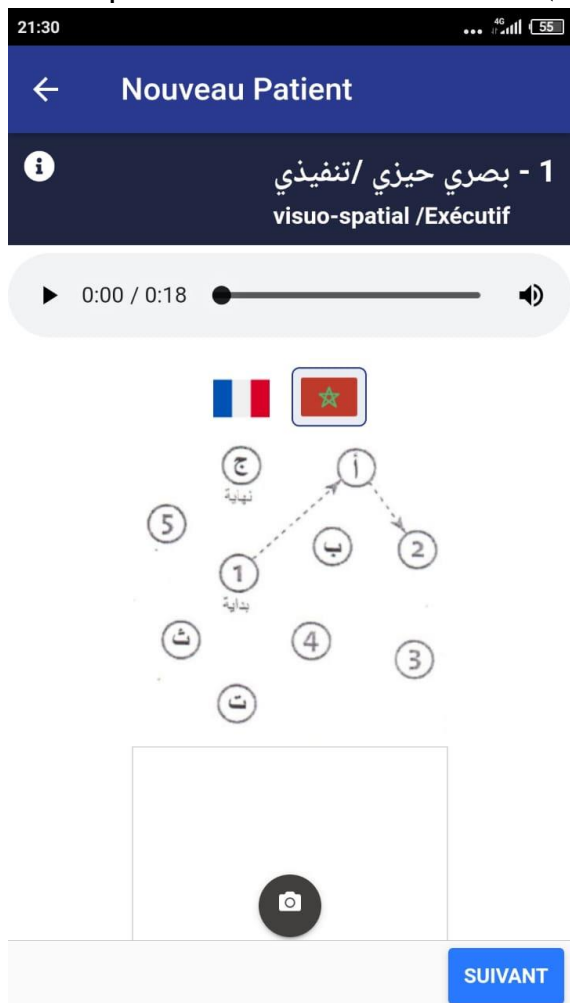 21:30
4G
55
Nouveau Patient
1 - بصري حيزي /تنفيذي
visuo-spatial /Exécutif
0:00 / 0:18
ج
نهاية
أ
5
ب
2
1
بداية
ث
4
3
ت
SUIVANT